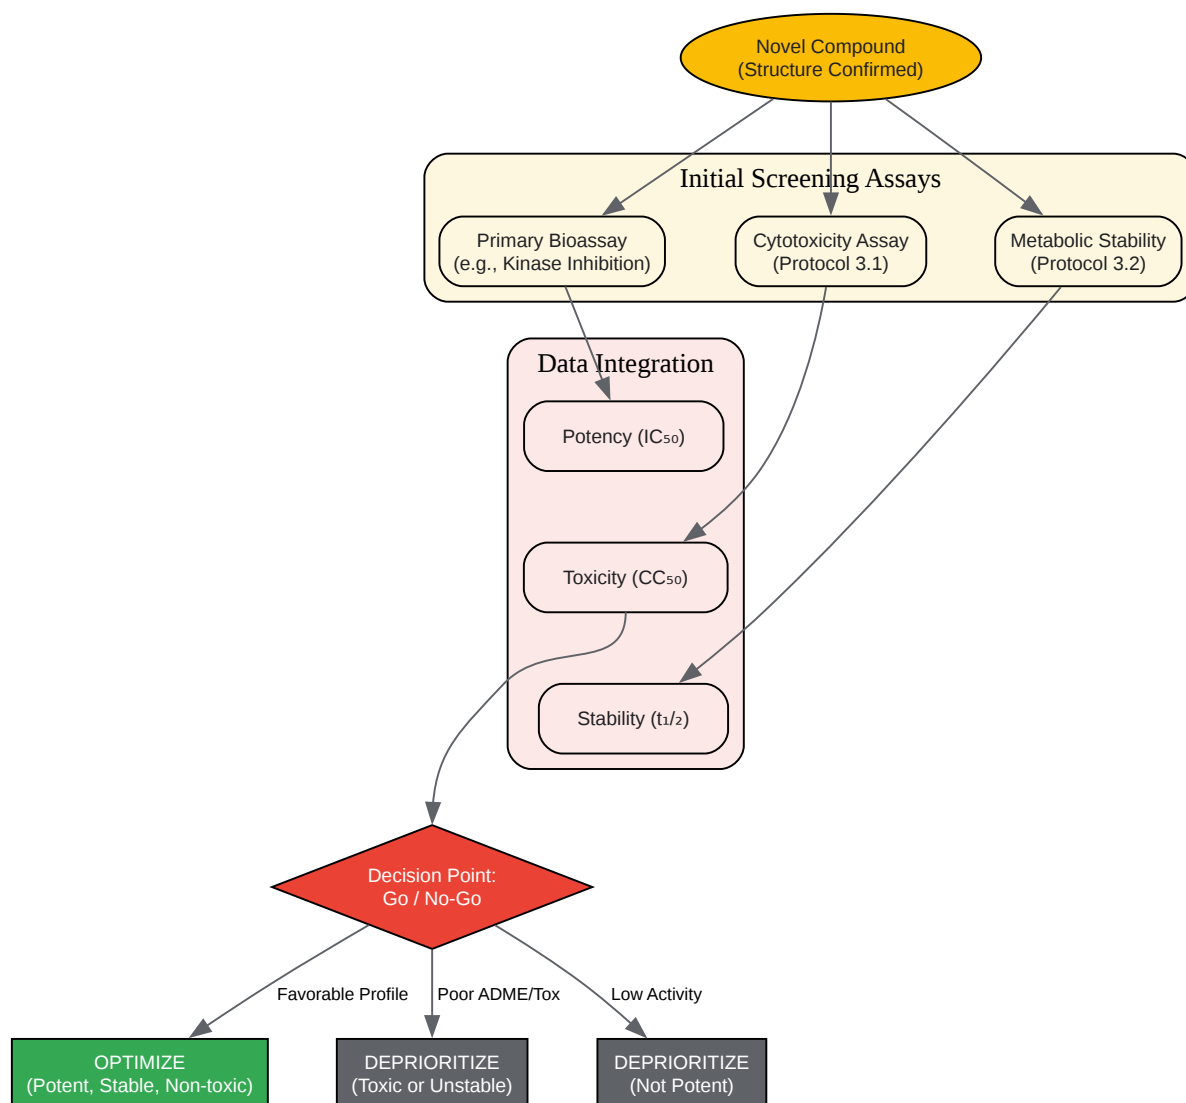 Novel Compound
(Structure Confirmed)
Initial Screening Assays
Primary Bioassay
(e.g., Kinase Inhibition)
Cytotoxicity Assay
(Protocol 3.1)
Metabolic Stability
(Protocol 3.2)
Data Integration
Potency (IC₅₀)
Toxicity (CC₅₀)
Stability (t₁/₂)
Decision Point:
Go / No-Go
Favorable Profile
Poor ADME/Tox
Low Activity
OPTIMIZE
(Potent, Stable, Non-toxic)
DEPRIORITIZE
(Toxic or Unstable)
DEPRIORITIZE
(Not Potent)